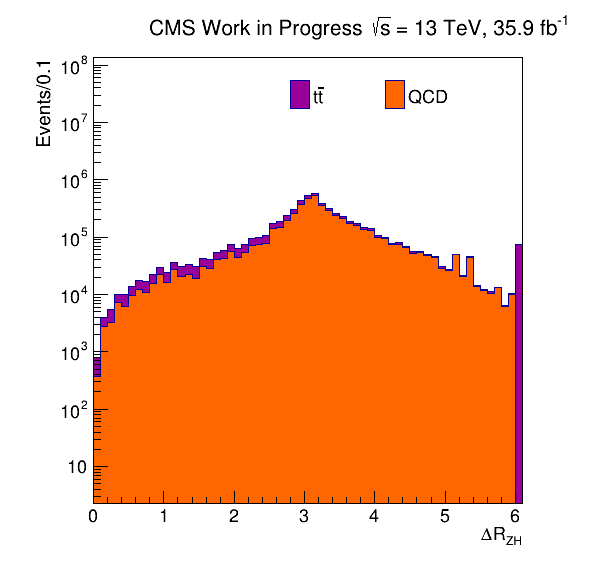 CMS Work in Progress √s = 13 TeV, 35.9 fb⁻¹
Events/0.1
tt̄
QCD
10⁸
10⁷
10⁶
10⁵
10⁴
10³
10²
10
0 1 2 3 4 5 6
ΔR_ZH